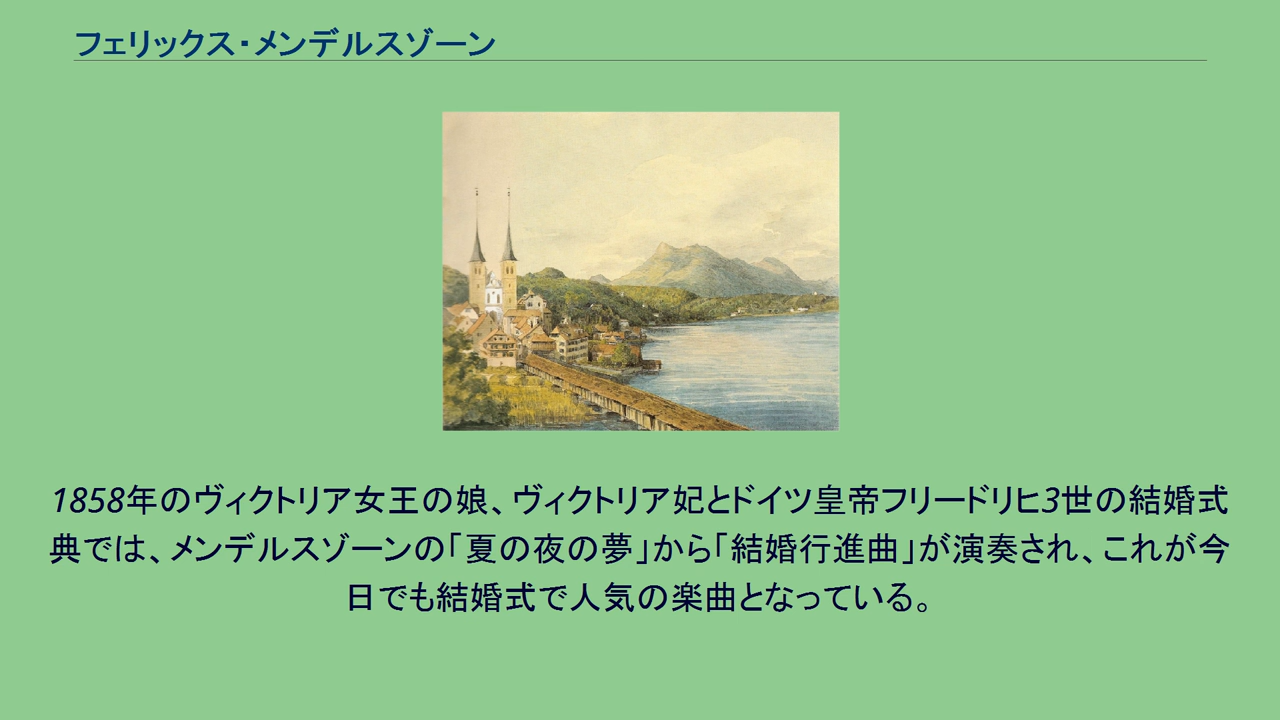 フェリックス・メンデルスゾーン
1858年のヴィクトリア女王の娘、ヴィクトリア妃とドイツ皇帝フリードリヒ3世の結婚式
典では、メンデルスゾーンの「夏の夜の夢」から「結婚行進曲」が演奏され、これが今
日でも結婚式で人気の楽曲となっている。